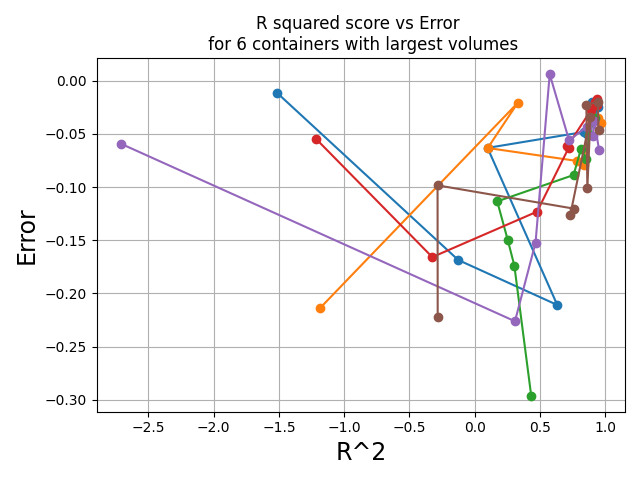 R squared score vs Error
for 6 containers with largest volumes
0.00
−0.05
−0.10
−0.15
−0.20
−0.25
−0.30
Error
−2.5 −2.0 −1.5 −1.0 −0.5 0.0 0.5 1.0
R^2